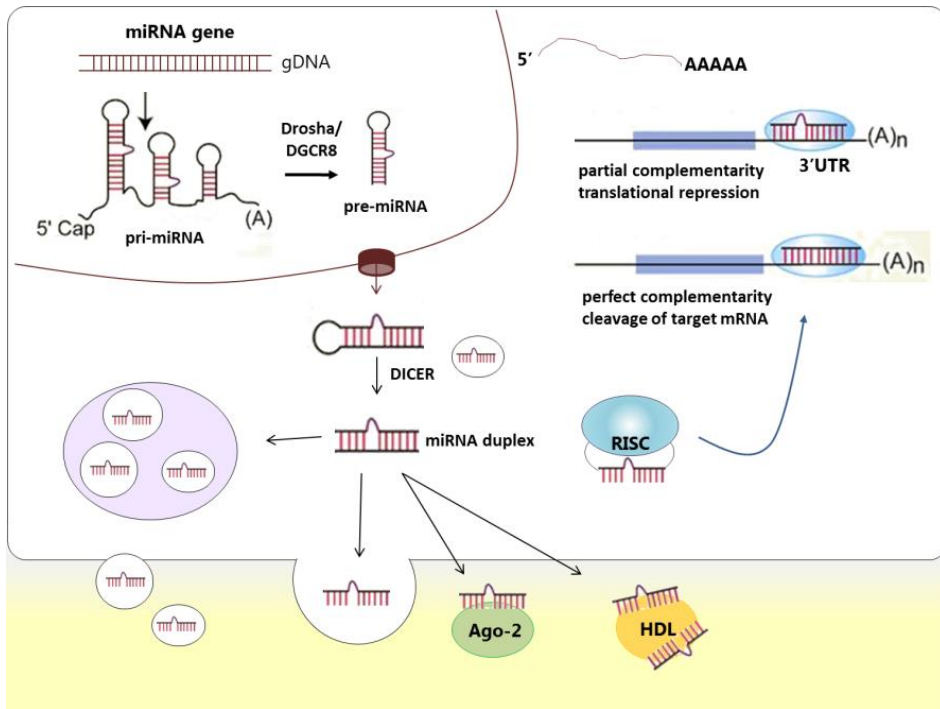 miRNA gene
gDNA
Drosha/
DGCR8
5' Cap
(A)
pri-miRNA
pre-miRNA
5′
AAAAA
(A)n
3′UTR
partial complementarity
translational repression
(A)n
perfect complementarity
cleavage of target mRNA
DICER
miRNA duplex
RISC
Ago-2
HDL